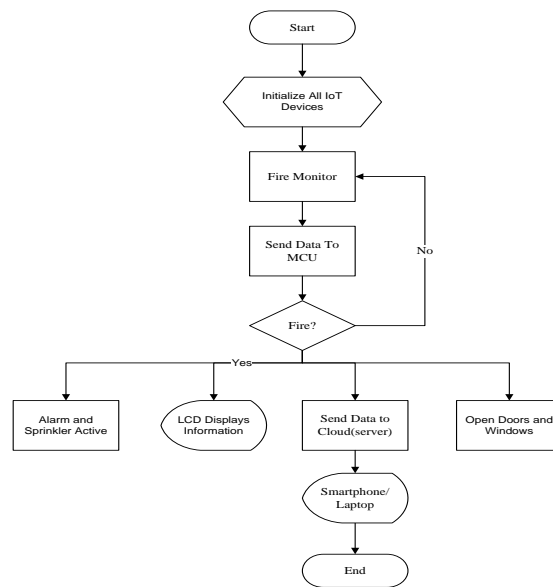 Start
Initialize All IoT
Devices
Fire Monitor
Send Data To
MCU
No
Fire?
Yes
Alarm and
Sprinkler Active
LCD Displays
Information
Send Data to
Cloud(server)
Open Doors and
Windows
Smartphone/
Laptop
End